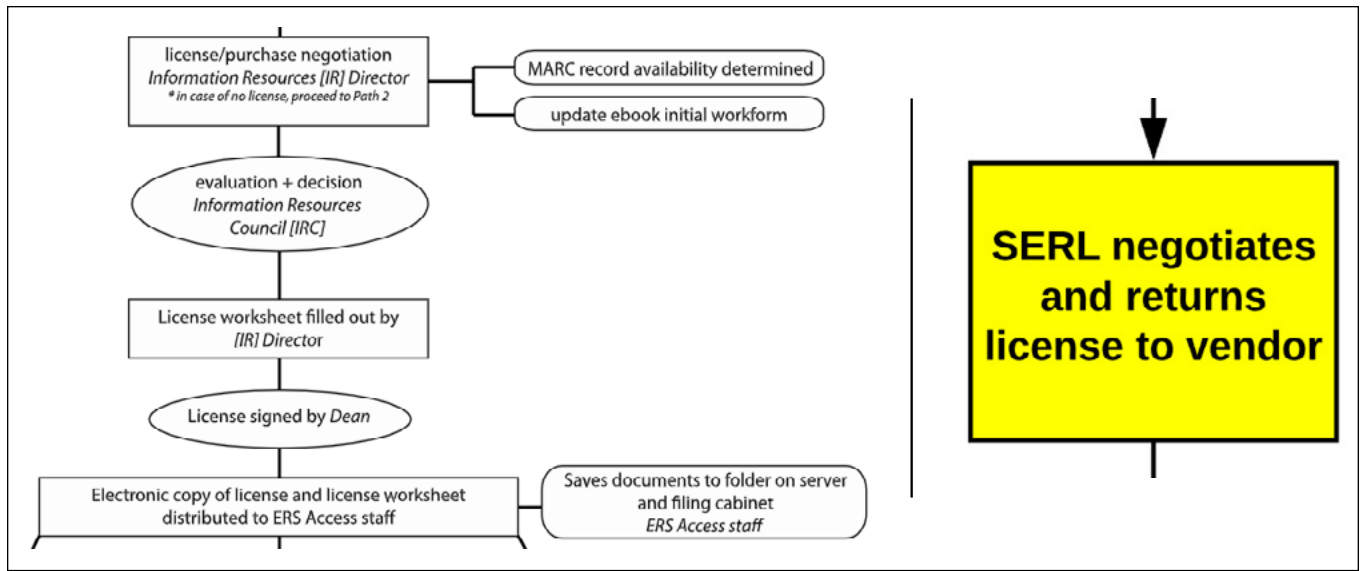 license/purchase negotiation
Information Resources [IR] Director
* in case of no license, proceed to Path 2
MARC record availability determined
update ebook initial workform
evaluation + decision
Information Resources
Council [IRC]
License worksheet filled out by
[IR] Director
License signed by Dean
Electronic copy of license and license worksheet
distributed to ERS Access staff
Saves documents to folder on server
and filing cabinet
ERS Access staff
SERL negotiates
and returns
license to vendor